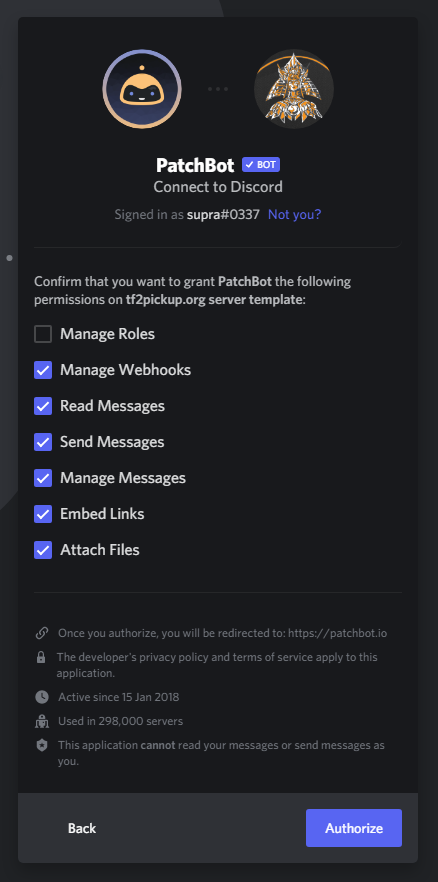 PatchBot BOT
Connect to Discord
Signed in as supra#0337 Not you?
Confirm that you want to grant PatchBot the following
permissions on tf2pickup.org server template:
Manage Roles
Manage Webhooks
Read Messages
Send Messages
Manage Messages
Embed Links
Attach Files
Once you authorize, you will be redirected to: https://patchbot.io
The developer's privacy policy and terms of service apply to this
application.
Active since 15 Jan 2018
Used in 298,000 servers
This application cannot read your messages or send messages as
you.
Back Authorize